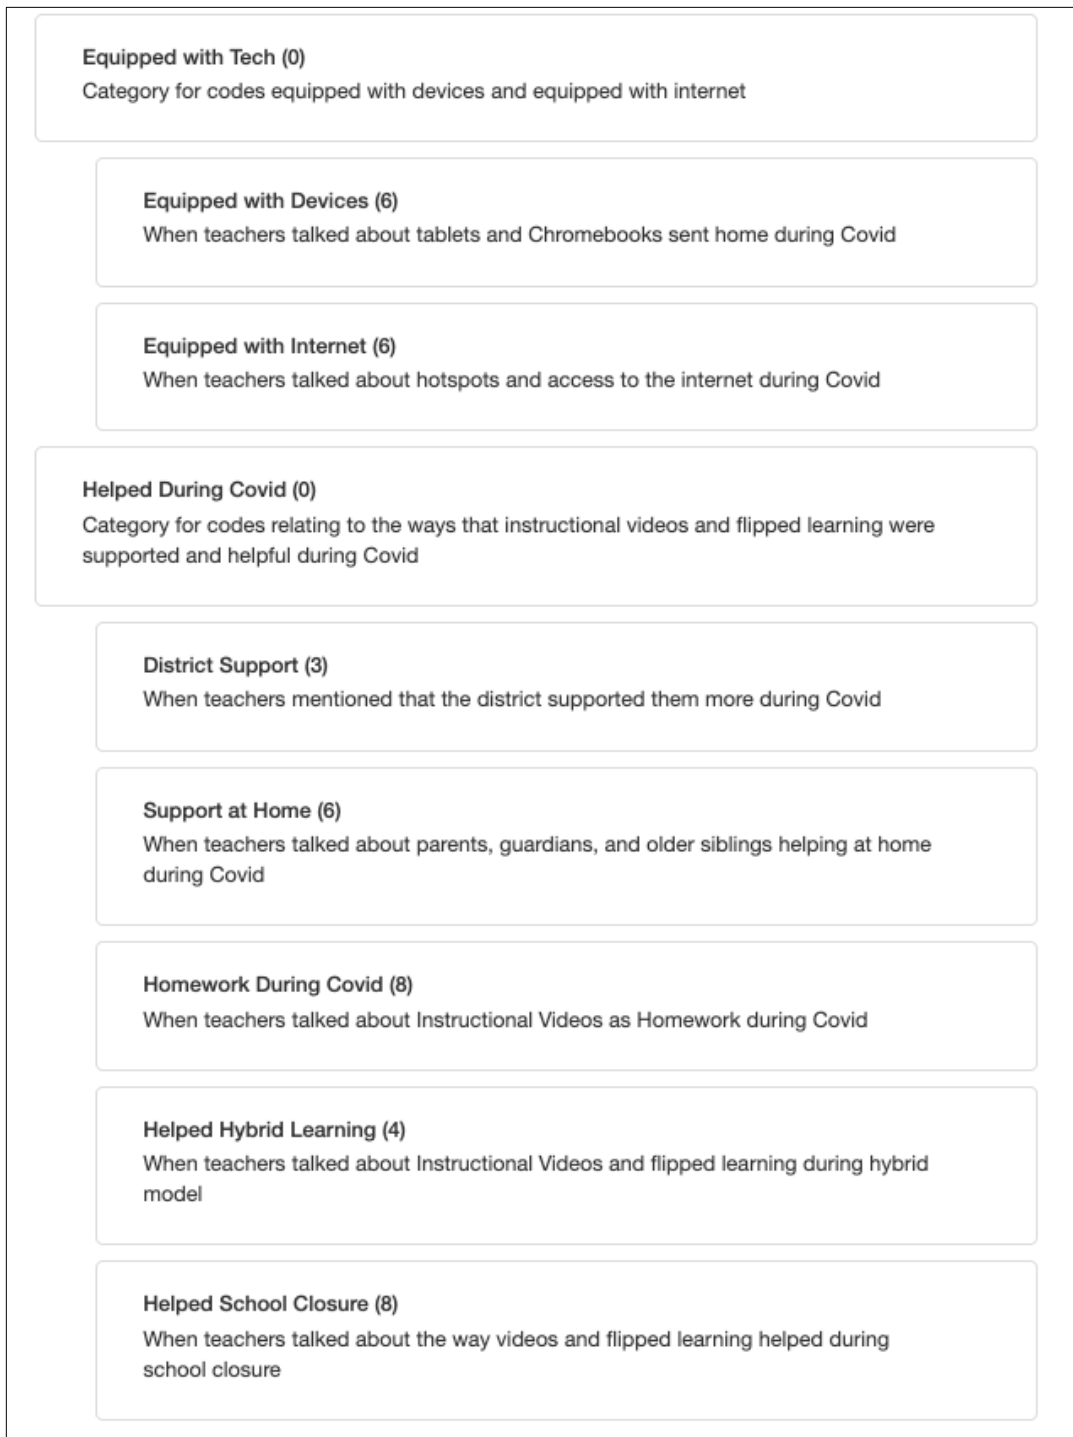 Equipped with Tech (0)
Category for codes equipped with devices and equipped with internet
Equipped with Devices (6)
When teachers talked about tablets and Chromebooks sent home during Covid
Equipped with Internet (6)
When teachers talked about hotspots and access to the internet during Covid
Helped During Covid (0)
Category for codes relating to the ways that instructional videos and flipped learning were
supported and helpful during Covid
District Support (3)
When teachers mentioned that the district supported them more during Covid
Support at Home (6)
When teachers talked about parents, guardians, and older siblings helping at home
during Covid
Homework During Covid (8)
When teachers talked about Instructional Videos as Homework during Covid
Helped Hybrid Learning (4)
When teachers talked about Instructional Videos and flipped learning during hybrid
model
Helped School Closure (8)
When teachers talked about the way videos and flipped learning helped during
school closure